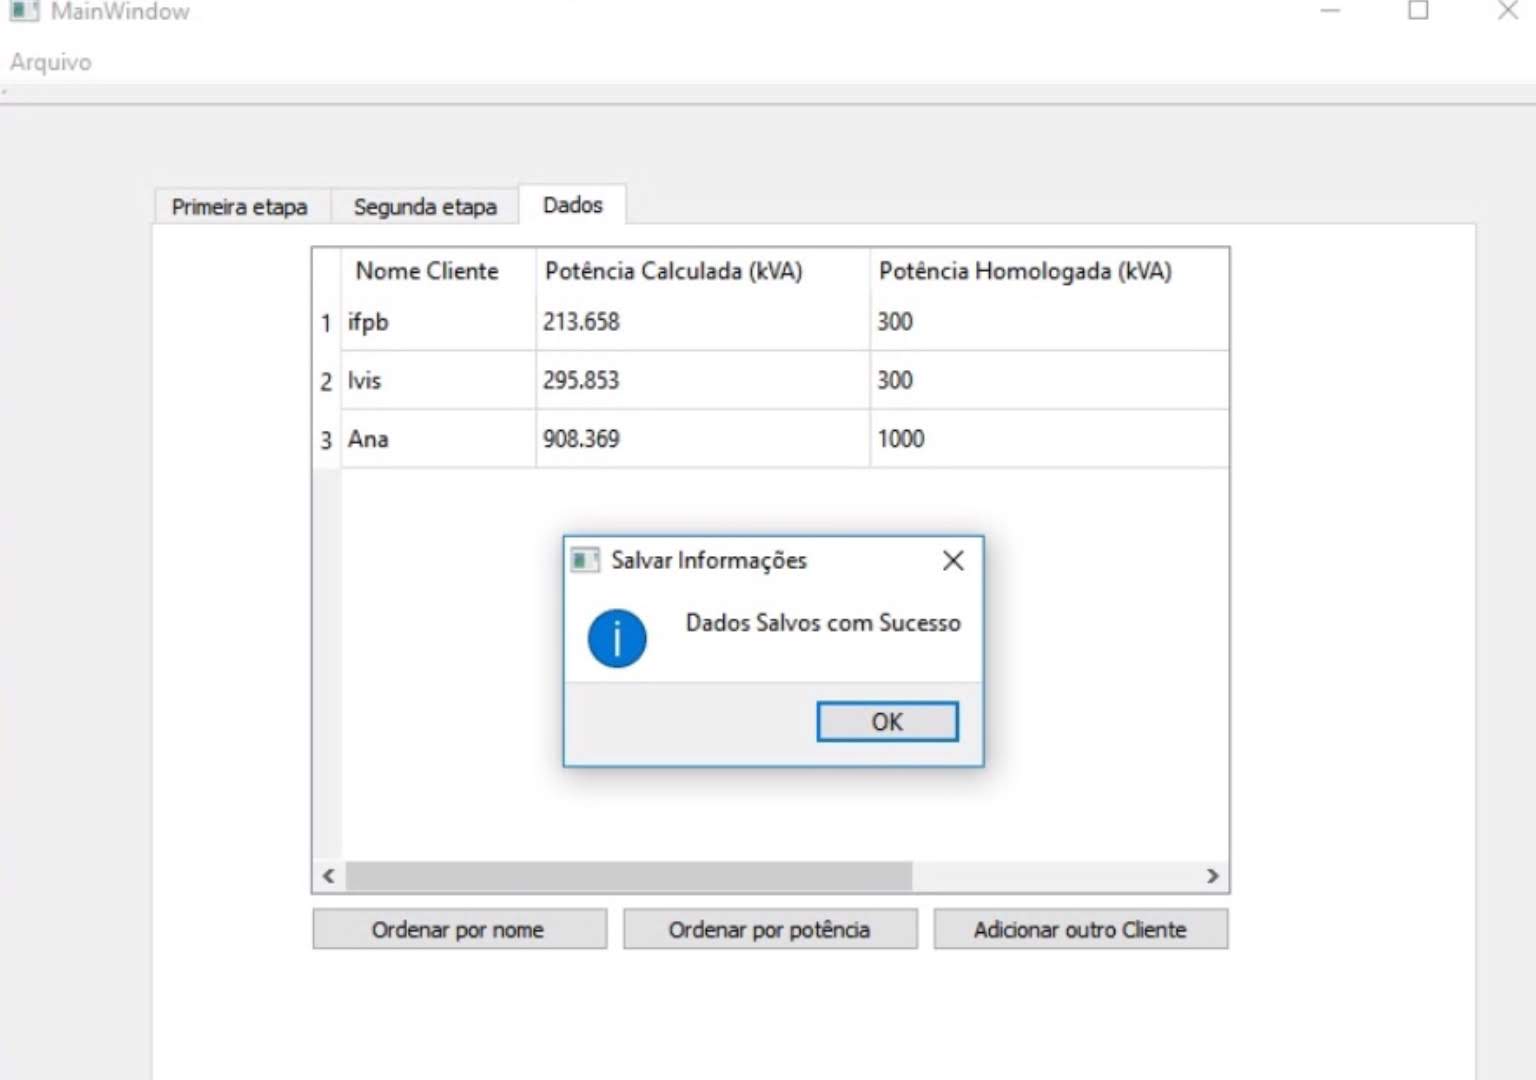 MainWindow
Arquivo
Primeira etapa Segunda etapa Dados
Nome Cliente Potência Calculada (kVA) Potência Homologada (kVA)
1 ifpb 213.658 300
2 lvis 295.853 300
3 Ana 908.369 1000
Salvar Informações
Dados Salvos com Sucesso
OK
Ordenar por nome Ordenar por potência Adicionar outro Cliente